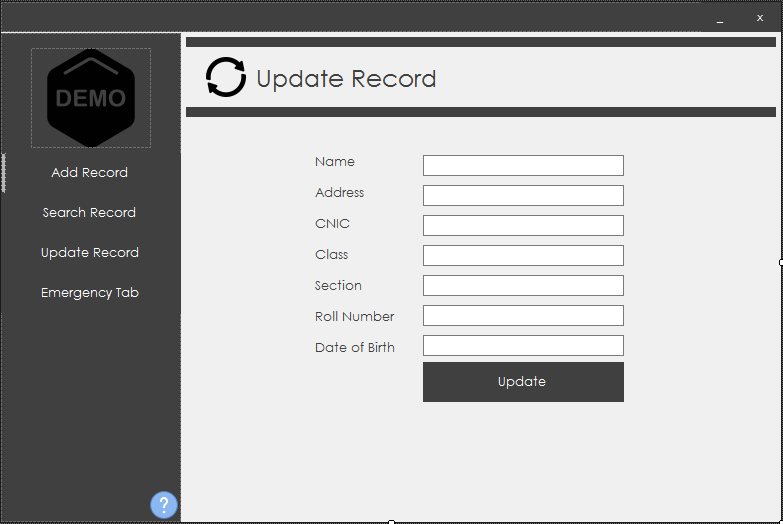 _ x
DEMO
Update Record
Add Record
Search Record
Update Record
Emergency Tab
Name
Address
CNIC
Class
Section
Roll Number
Date of Birth
Update
?